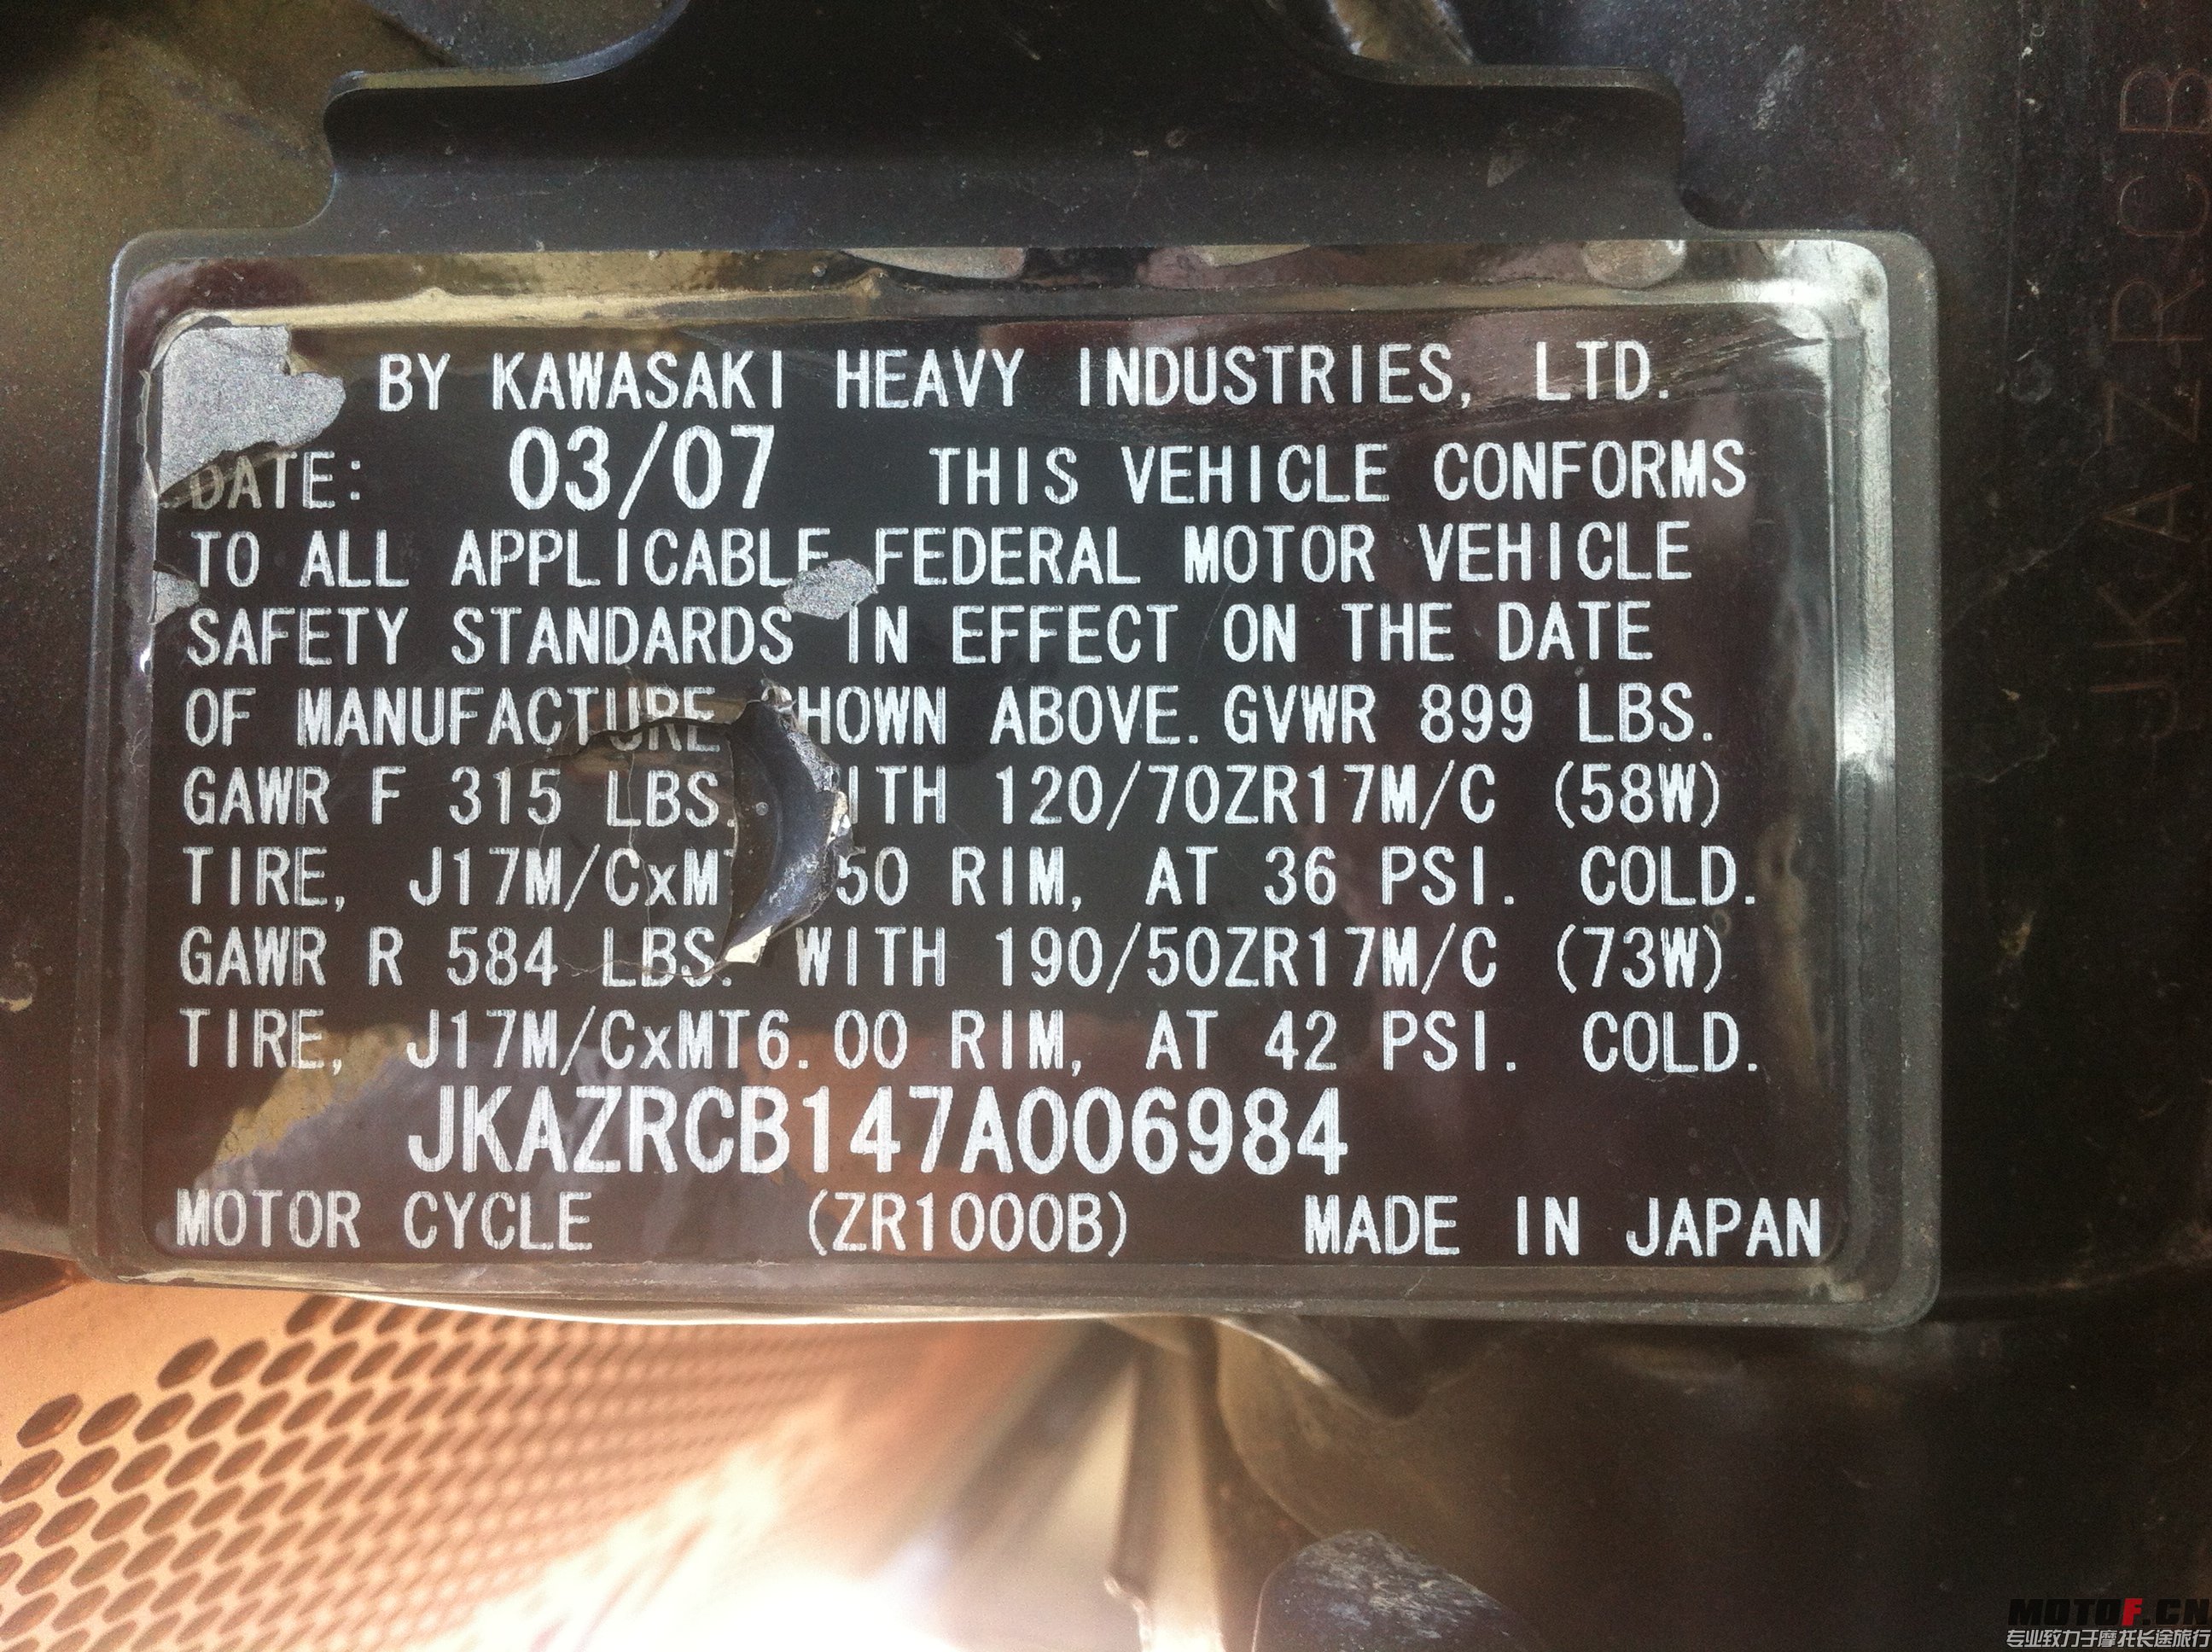 BY KAWASAKI HEAVY INDUSTRIES, LTD.
DATE: 03/07 THIS VEHICLE CONFORMS
TO ALL APPLICABLE FEDERAL MOTOR VEHICLE
SAFETY STANDARDS IN EFFECT ON THE DATE
OF MANUFACTURE SHOWN ABOVE. GVWR 899 LBS.
GAWR F 315 LBS. WITH 120/70ZR17M/C (58W)
TIRE, 50 RIM, AT 36 PSI. COLD.
GAWR R 584 LBS. WITH 190/50ZR17M/C (73W)
TIRE, J17M/CxMT6.00 RIM, AT 42 PSI. COLD.
JKAZRCB147A006984
MOTOR CYCLE (ZR1000B) MADE IN JAPAN
JKAZRCB
MOTOF.CN
专业致力于摩托长途旅行